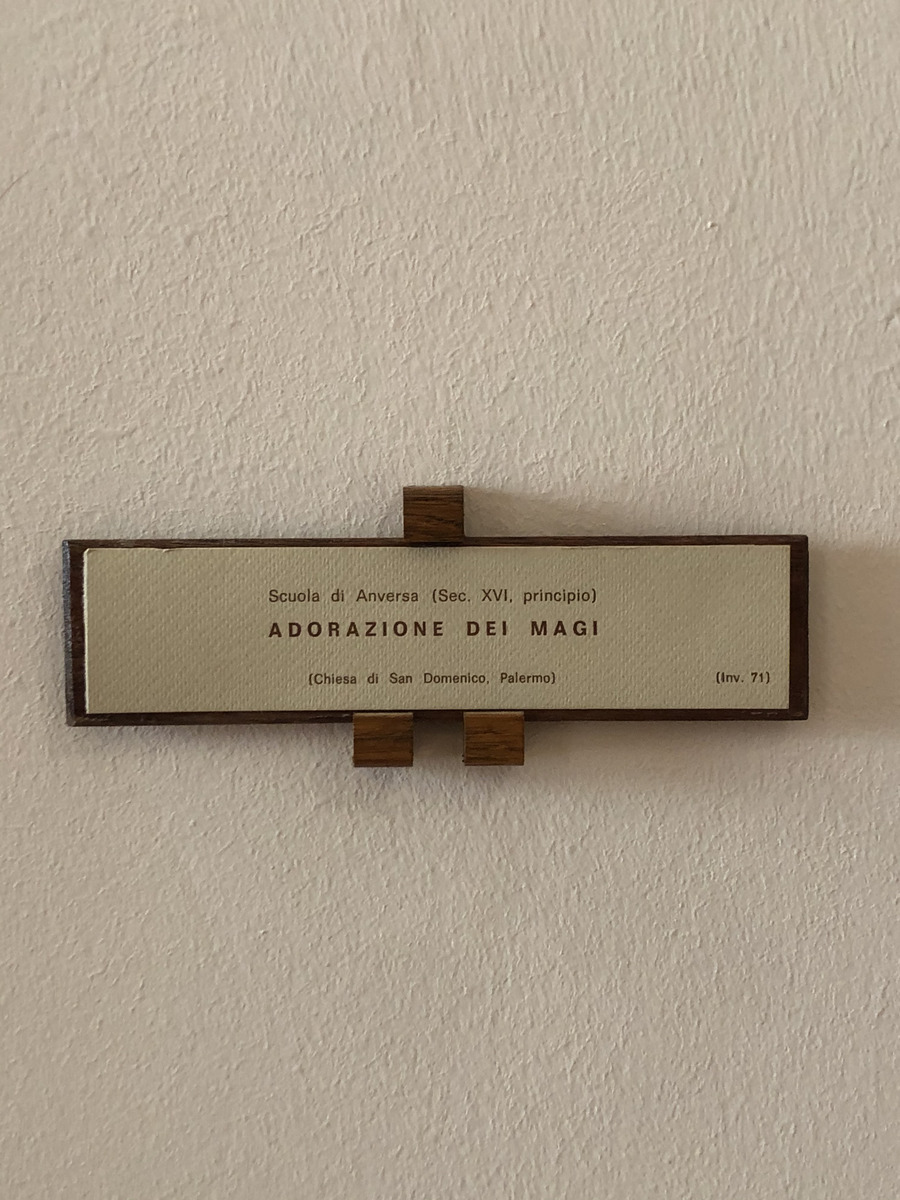 Scuola di Anversa (Sec. XVI, principio)
ADORAZIONE DEI MAGI
(Chiesa di San Domenico, Palermo) (Inv. 71)